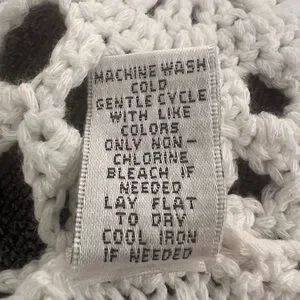 MACHINE WASH
COLD
GENTLE CYCLE
WITH LIKE
COLORS
ONLY NON-
CHLORINE
BLEACH IF
NEEDED
LAY FLAT
TO DRY
COOL IRON
IF NEEDED